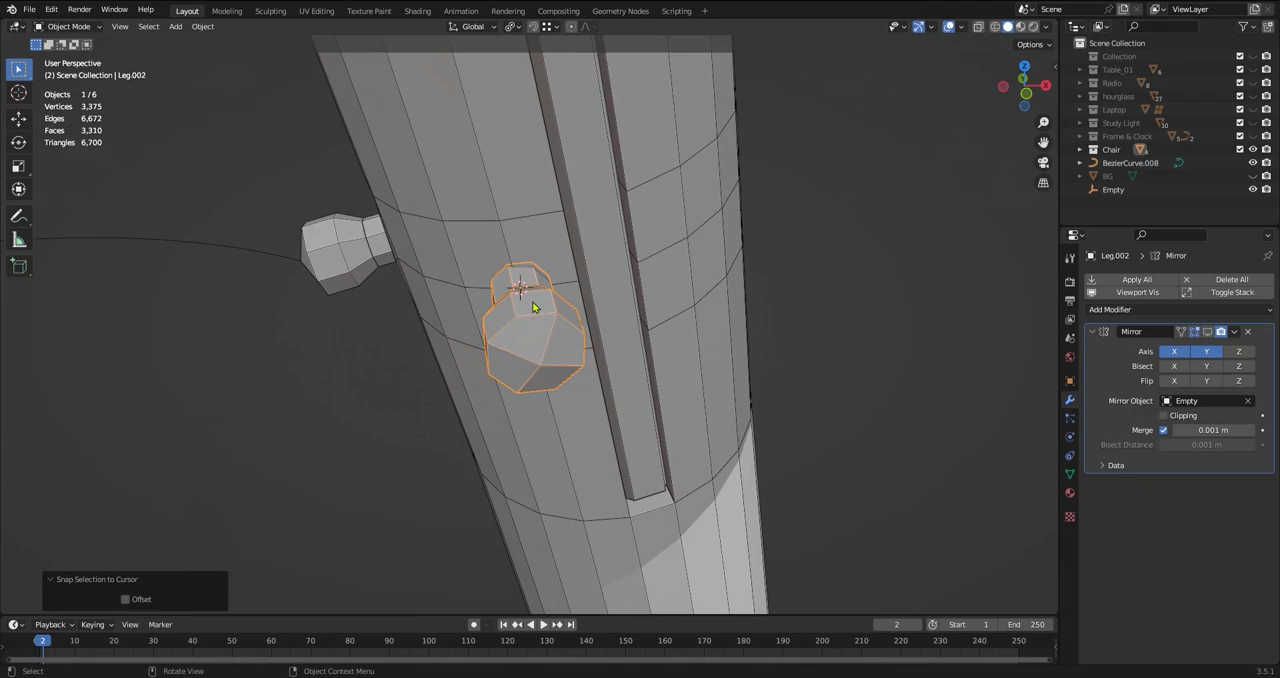 File Edit Render Window Help Layout Modeling Sculpting UV Editing Texture Paint Shading Animation Rendering Compositing Geometry Nodes Scripting + Scene ViewLayer
Object Mode View Select Add Object Global Options
User Perspective
(2) Scene Collection | Leg.002
Objects 1/6
Vertices 3,375
Edges 6,672
Faces 3,310
Triangles 6,700
Z
X
Y
Snap Selection to Cursor
Offset
Scene Collection
Collection
Table_01 6
Radio 8
hourglass 27
Laptop
Study Light 10
Frame & Clock 5 2
Chair
BezierCurve.008
BG
Empty
Leg.002 > Mirror
Apply All Delete All
Viewport Vis Toggle Stack
Add Modifier
Mirror
Axis X Y Z
Bisect X Y Z
Flip X Y Z
Mirror Object Empty
Clipping
Merge 0.001 m
Bisect Distance 0.001 m
Data
Playback Keying View Marker 2 Start 1 End 250
2 10 20 30 40 50 60 70 80 90 100 110 120 130 140 150 160 170 180 190 200 210 220 230 240 250
Select Rotate View Object Context Menu 3.5.1